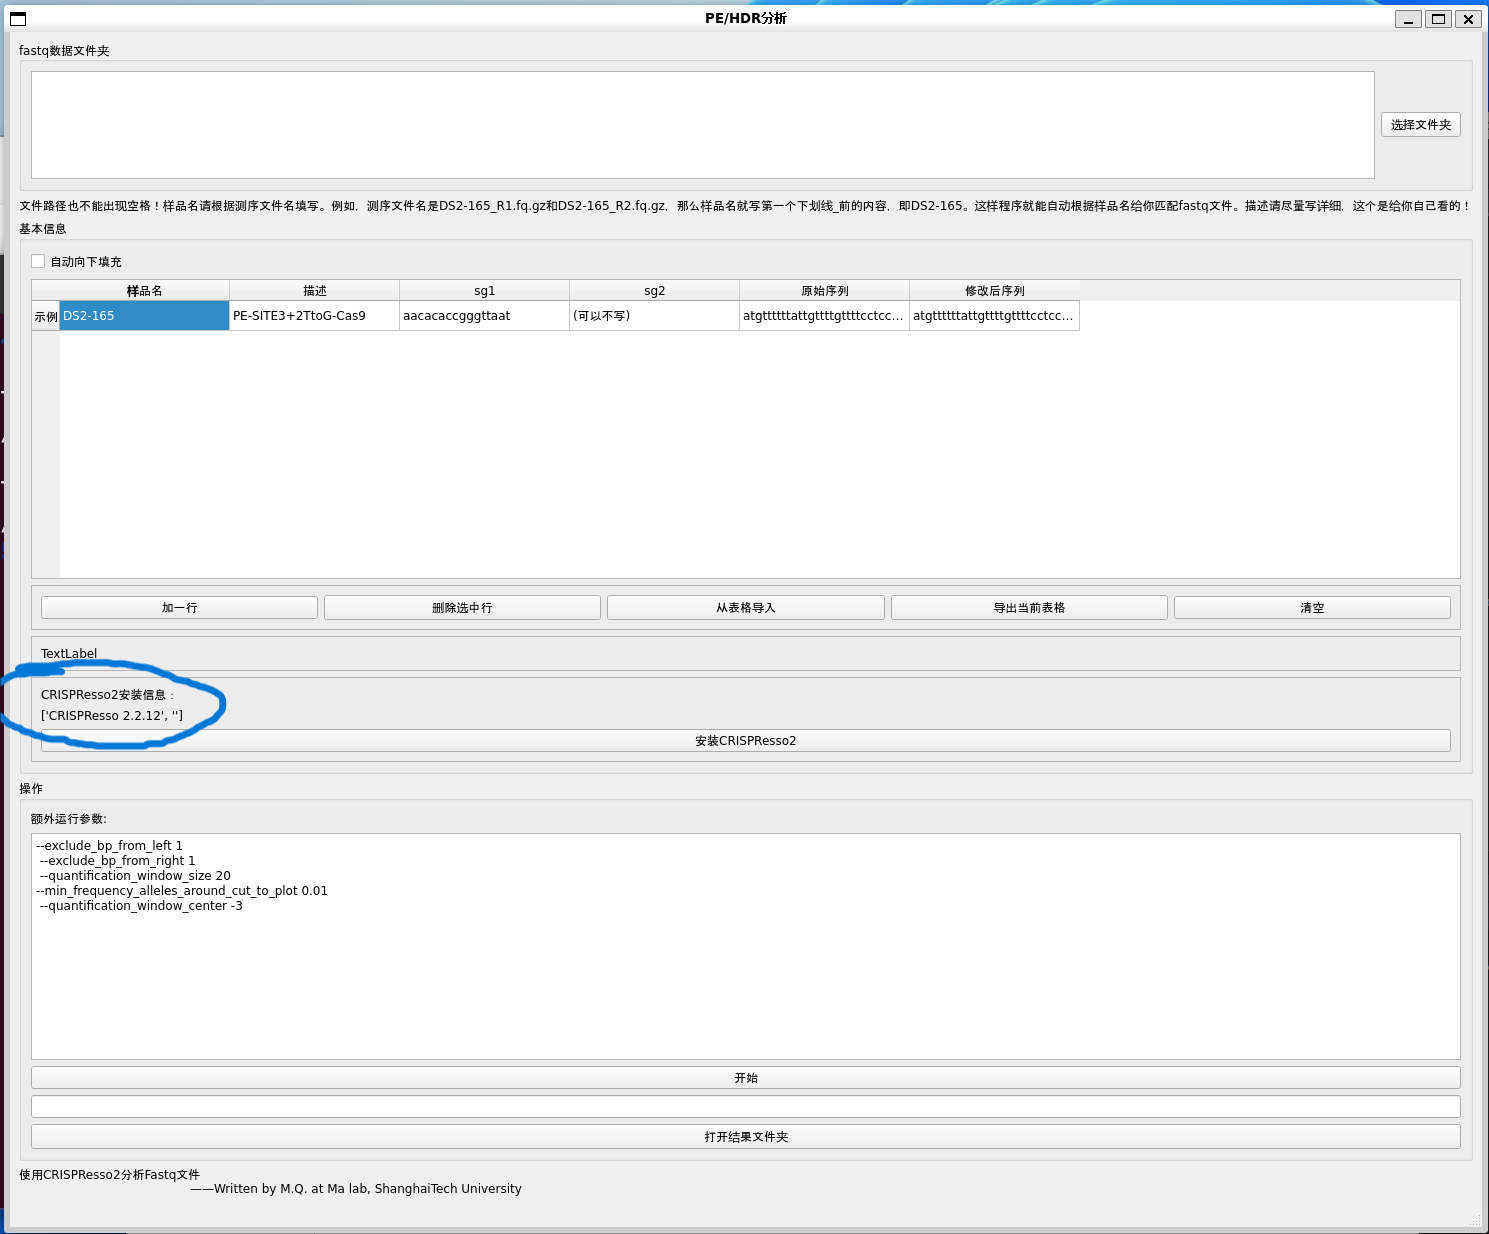 PE/HDR分析
fastq数据文件夹
选择文件夹
文件路径也不能出现空格！样品名请根据测序文件名填写。例如，测序文件名是DS2-165_R1.fq.gz和DS2-165_R2.fq.gz，那么样品名就写第一个下划线_前的内容，即DS2-165。这样程序就能自动根据样品名给你匹配fastq文件。描述请尽量写详细，这个是给你自己看的！
基本信息
自动向下填充
样品名 描述 sg1 sg2 原始序列 修改后序列
示例 DS2-165 PE-SITE3+2TtoG-Cas9 aacacaccgggttaat (可以不写) atgttttttattgttttgttttcctcc... atgttttttattgttttgttttcctcc...
加一行 删除选中行 从表格导入 导出当前表格 清空
TextLabel
CRISPResso2安装信息：
['CRISPResso 2.2.12', '']
安装CRISPResso2
操作
额外运行参数:
--exclude_bp_from_left 1
--exclude_bp_from_right 1
--quantification_window_size 20
--min_frequency_alleles_around_cut_to_plot 0.01
--quantification_window_center -3
开始
打开结果文件夹
使用CRISPResso2分析Fastq文件
——Written by M.Q. at Ma lab, ShanghaiTech University